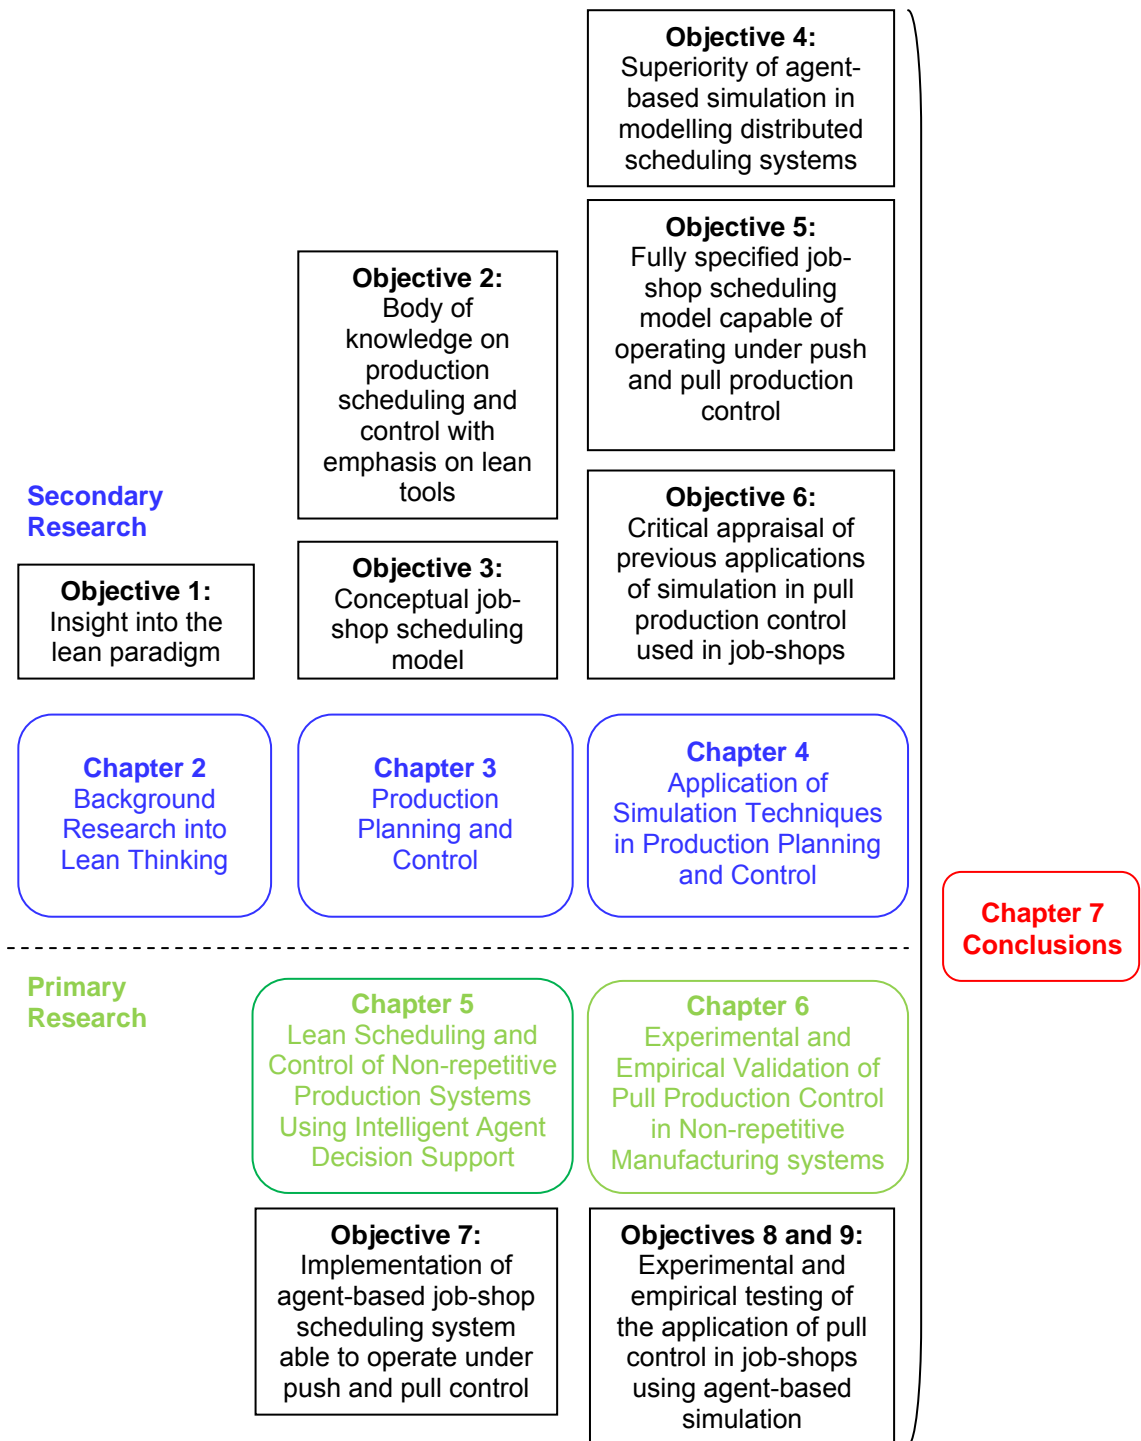 Objective 4:
Superiority of agent-
based simulation in
modelling distributed
scheduling systems
Objective 5:
Fully specified job-
shop scheduling
model capable of
operating under push
and pull production
control
Objective 2:
Body of
knowledge on
production
scheduling and
control with
emphasis on lean
tools
Secondary
Research
Objective 6:
Critical appraisal of
previous applications
of simulation in pull
production control
used in job-shops
Objective 3:
Conceptual job-
shop scheduling
model
Objective 1:
Insight into the
lean paradigm
Chapter 2
Background
Research into
Lean Thinking
Chapter 3
Production
Planning and
Control
Chapter 4
Application of
Simulation Techniques
in Production Planning
and Control
Chapter 7
Conclusions
Primary
Research
Chapter 5
Lean Scheduling and
Control of Non-repetitive
Production Systems
Using Intelligent Agent
Decision Support
Chapter 6
Experimental and
Empirical Validation of
Pull Production Control
in Non-repetitive
Manufacturing systems
Objective 7:
Implementation of
agent-based job-shop
scheduling system
able to operate under
push and pull control
Objectives 8 and 9:
Experimental and
empirical testing of
the application of pull
control in job-shops
using agent-based
simulation